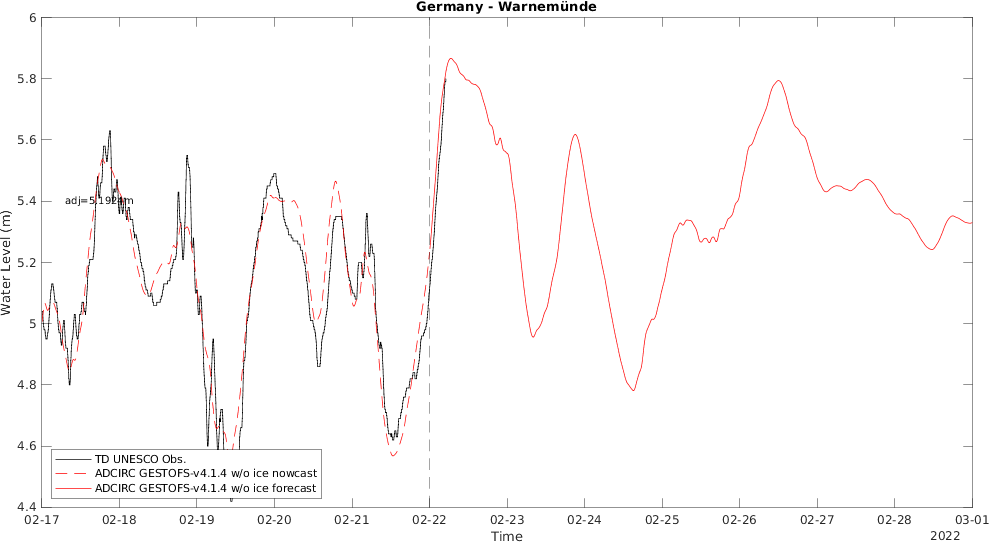 Germany - Warnemünde
Water Level (m)
6
5.8
5.6
5.4
5.2
5
4.8
4.6
4.4
adj=5.192 m
TD UNESCO Obs.
ADCIRC GESTOFS-v4.1.4 w/o ice nowcast
ADCIRC GESTOFS-v4.1.4 w/o ice forecast
02-17 02-18 02-19 02-20 02-21 02-22 02-23 02-24 02-25 02-26 02-27 02-28 03-01
Time
2022